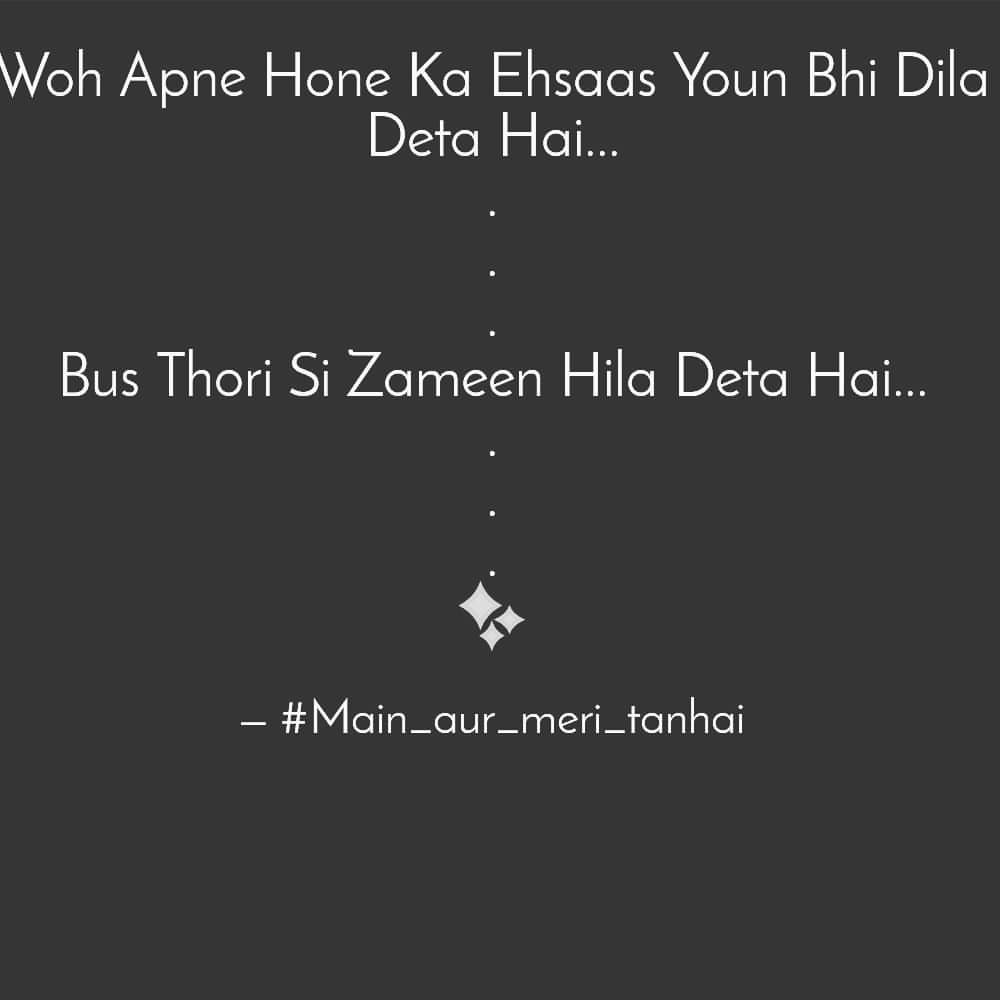 Woh Apne Hone Ka Ehsaas Youn Bhi Dila
Deta Hai...
.
.
.
Bus Thori Si Zameen Hila Deta Hai...
.
.
.
— #Main_aur_meri_tanhai